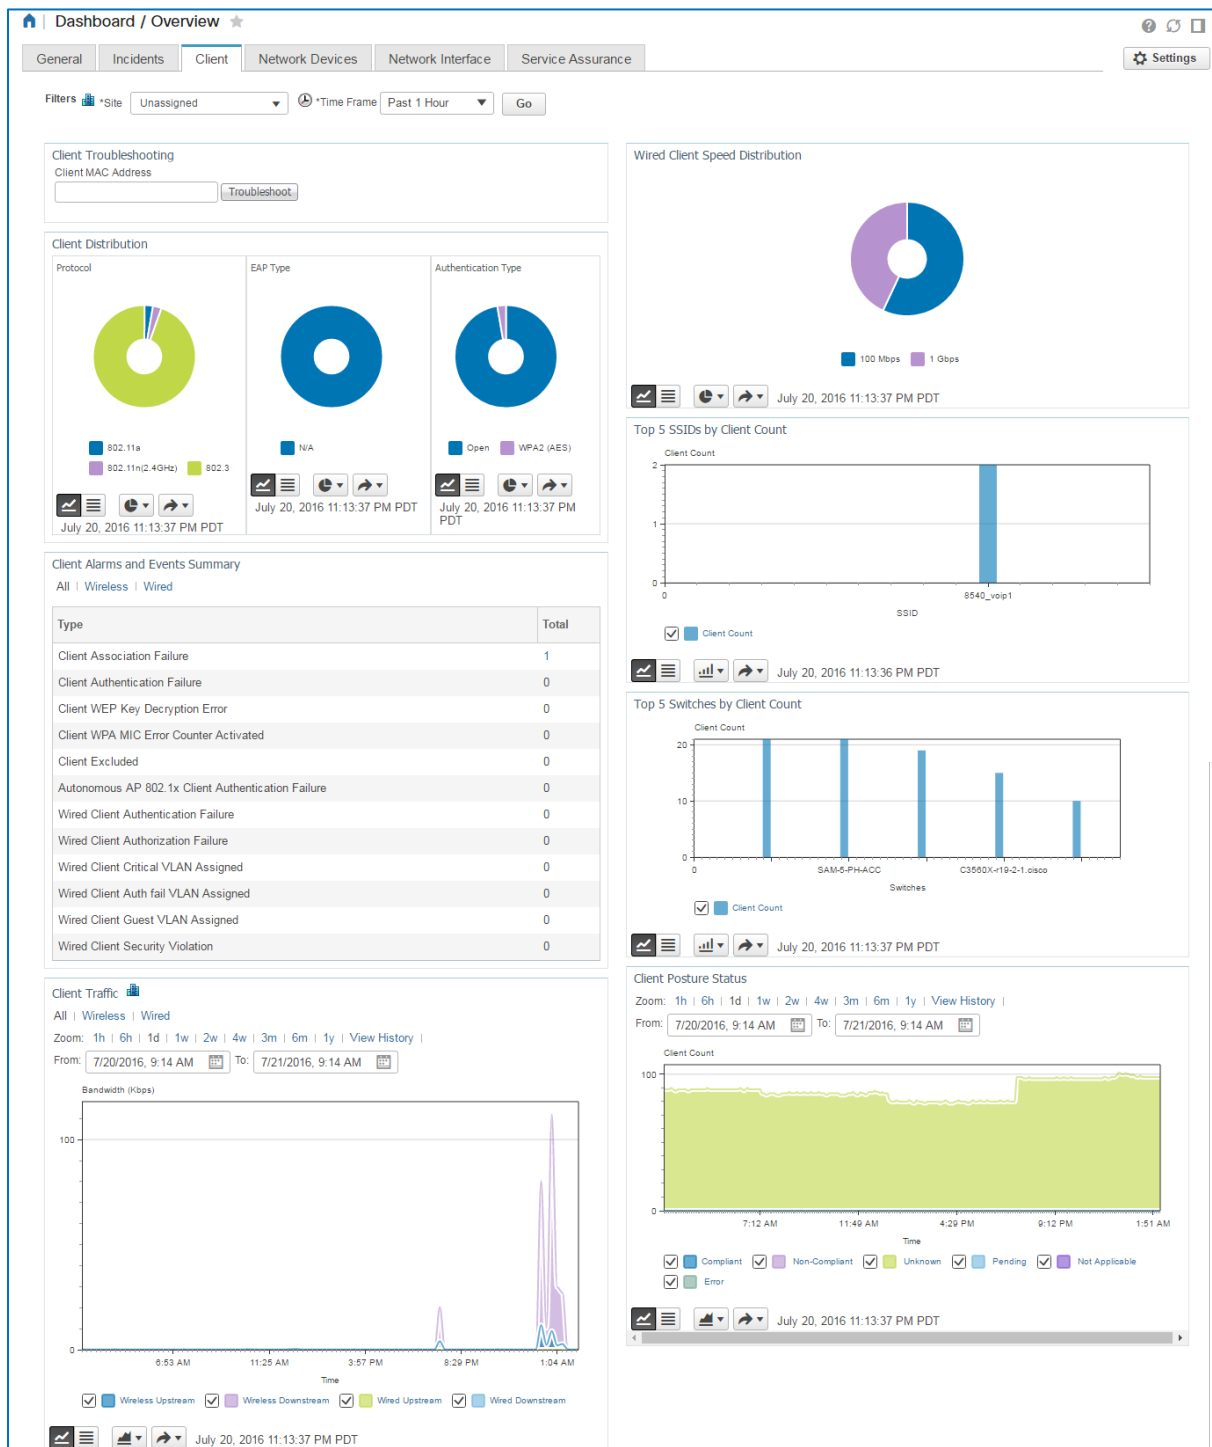 Dashboard / Overview
General Incidents Client Network Devices Network Interface Service Assurance
Settings
Filters *Site Unassigned *Time Frame Past 1 Hour Go
Client Troubleshooting
Client MAC Address
Troubleshoot
Client Distribution
Protocol
802.11a
802.11n(2.4GHz) 802.3
July 20, 2016 11:13:37 PM PDT
EAP Type
N/A
July 20, 2016 11:13:37 PM PDT
Authentication Type
Open WPA2 (AES)
July 20, 2016 11:13:37 PM
PDT
Client Alarms and Events Summary
All | Wireless | Wired
Type Total
Client Association Failure 1
Client Authentication Failure 0
Client WEP Key Decryption Error 0
Client WPA MIC Error Counter Activated 0
Client Excluded 0
Autonomous AP 802.1x Client Authentication Failure 0
Wired Client Authentication Failure 0
Wired Client Authorization Failure 0
Wired Client Critical VLAN Assigned 0
Wired Client Auth fail VLAN Assigned 0
Wired Client Guest VLAN Assigned 0
Wired Client Security Violation 0
Client Traffic
All | Wireless | Wired
Zoom: 1h | 6h | 1d | 1w | 2w | 4w | 3m | 6m | 1y | View History |
From: 7/20/2016, 9:14 AM To: 7/21/2016, 9:14 AM
Bandwidth (Kbps)
100
0
6:53 AM 11:25 AM 3:57 PM 8:29 PM 1:04 AM
Time
Wireless Upstream Wireless Downstream Wired Upstream Wired Downstream
July 20, 2016 11:13:37 PM PDT
Wired Client Speed Distribution
100 Mbps 1 Gbps
July 20, 2016 11:13:37 PM PDT
Top 5 SSIDs by Client Count
Client Count
2
1
0
0 8540_voip1
SSID
Client Count
July 20, 2016 11:13:36 PM PDT
Top 5 Switches by Client Count
Client Count
20
10
0
0 SAM-5-PH-ACC C3560X-r19-2-1.cisco
Switches
Client Count
July 20, 2016 11:13:37 PM PDT
Client Posture Status
Zoom: 1h | 6h | 1d | 1w | 2w | 4w | 3m | 6m | 1y | View History |
From: 7/20/2016, 9:14 AM To: 7/21/2016, 9:14 AM
Client Count
100
0
7:12 AM 11:49 AM 4:29 PM 9:12 PM 1:51 AM
Time
Compliant Non-Compliant Unknown Pending Not Applicable
Error
July 20, 2016 11:13:37 PM PDT